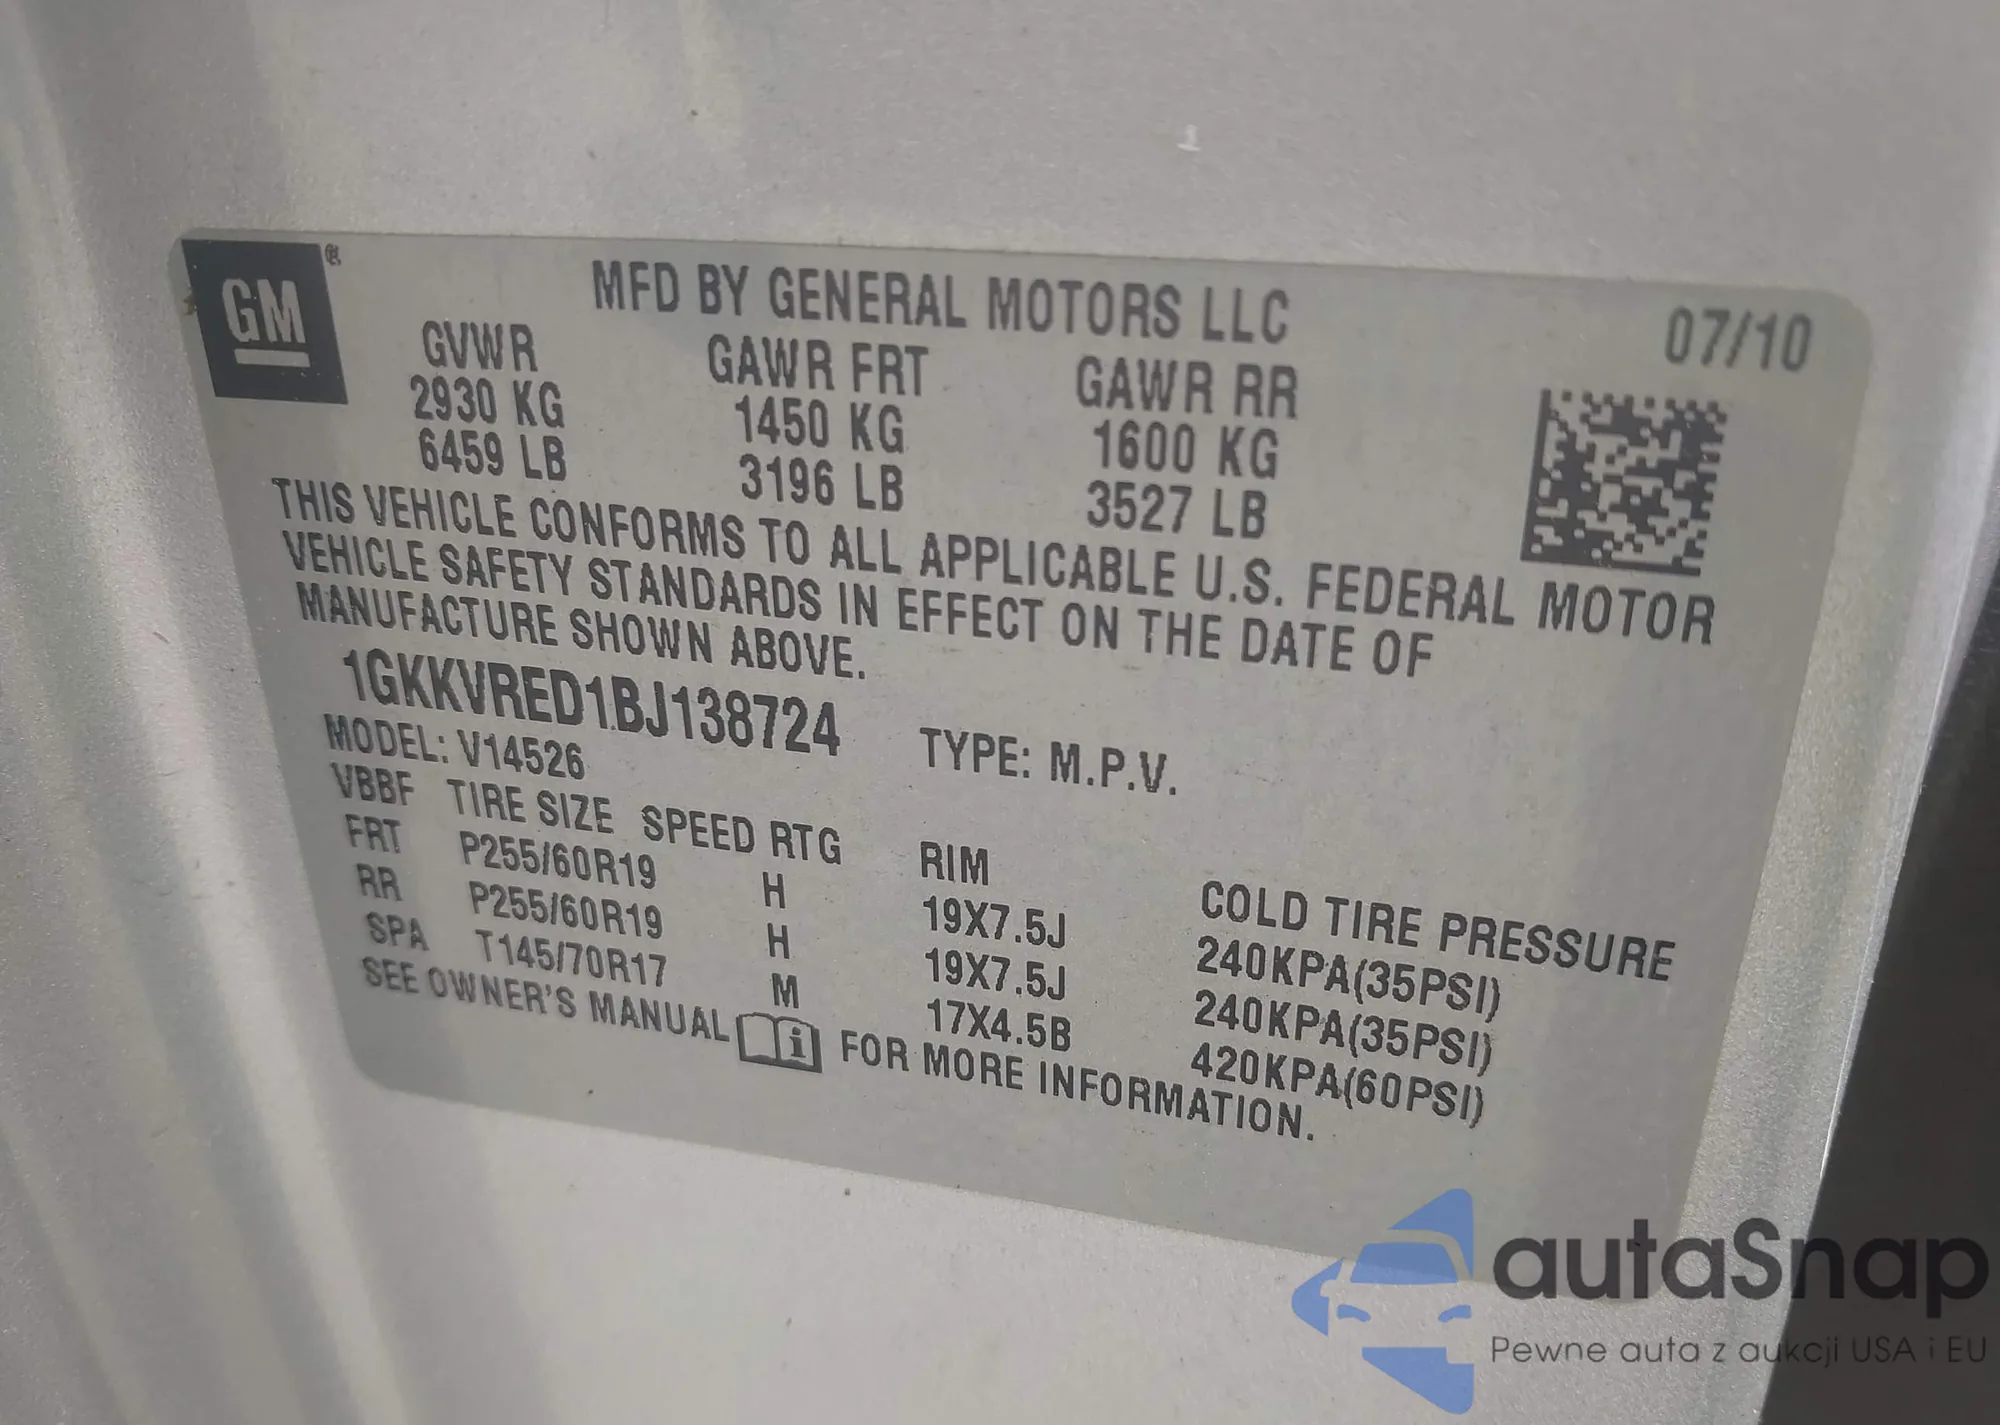 GM ®
MFD BY GENERAL MOTORS LLC 07/10
GVWR GAWR FRT GAWR RR
2930 KG 1450 KG 1600 KG
6459 LB 3196 LB 3527 LB
THIS VEHICLE CONFORMS TO ALL APPLICABLE U.S. FEDERAL MOTOR
VEHICLE SAFETY STANDARDS IN EFFECT ON THE DATE OF
MANUFACTURE SHOWN ABOVE.
1GKKVRED1BJ138724 TYPE: M.P.V.
MODEL: V14526
VBBF TIRE SIZE SPEED RTG RIM COLD TIRE PRESSURE
FRT P255/60R19 H 19X7.5J 240KPA(35PSI)
RR P255/60R19 H 19X7.5J 240KPA(35PSI)
SPA T145/70R17 M 17X4.5B 420KPA(60PSI)
SEE OWNER'S MANUAL i FOR MORE INFORMATION.
autaSnap
Pewne auta z aukcji USA i EU